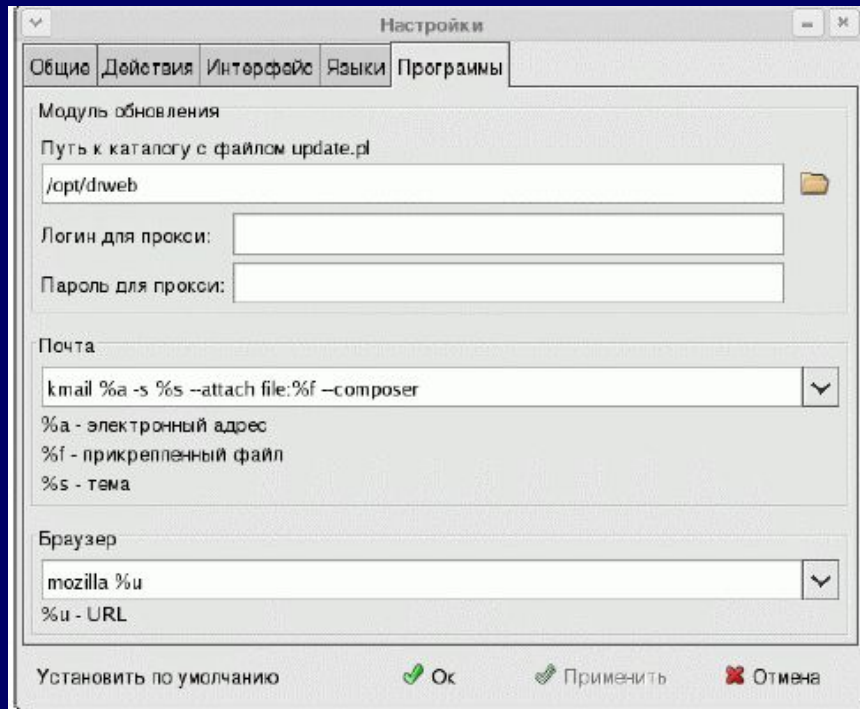 Настройки
Общие Действия Интерфейс Языки Программы
Модуль обновления
Путь к каталогу с файлом update.pl
/opt/drweb
Логин для прокси:
Пароль для прокси:
Почта
kmail %a -s %s --attach file:%f --composer
%a - электронный адрес
%f - прикрепленный файл
%s - тема
Браузер
mozilla %u
%u - URL
Установить по умолчанию Ок Применить Отмена